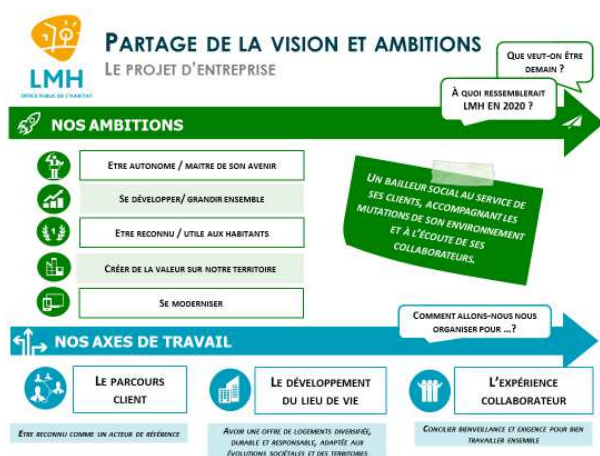 PARTAGE DE LA VISION ET AMBITIONS
LE PROJET D'ENTREPRISE
LMH
OFFICE PUBLIC DE L'HABITAT
QUE VEUT-ON ÊTRE
DEMAIN ?
À QUOI RESSEMBLERAIT
LMH EN 2020 ?
NOS AMBITIONS
ETRE AUTONOME / MAITRE DE SON AVENIR
SE DÉVELOPPER/ GRANDIR ENSEMBLE
ETRE RECONNU / UTILE AUX HABITANTS
CRÉER DE LA VALEUR SUR NOTRE TERRITOIRE
SE MODERNISER
UN BAILLEUR SOCIAL AU SERVICE DE
SES CLIENTS, ACCOMPAGNANT LES
MUTATIONS DE SON ENVIRONNEMENT
ET À L'ÉCOUTE DE SES
COLLABORATEURS.
COMMENT ALLONS-NOUS NOUS
ORGANISER POUR ...?
NOS AXES DE TRAVAIL
LE PARCOURS
CLIENT
ETRE RECONNU COMME UN ACTEUR DE RÉFÉRENCE
LE DÉVELOPPEMENT
DU LIEU DE VIE
AVOIR UNE OFFRE DE LOGEMENTS DIVERSIFIÉE,
DURABLE ET RESPONSABLE, ADAPTÉE AUX
ÉVOLUTIONS SOCIÉTALES ET DES TERRITOIRES
L'EXPÉRIENCE
COLLABORATEUR
CONCILIER BIENVEILLANCE ET EXIGENCE POUR BIEN
TRAVAILLER ENSEMBLE